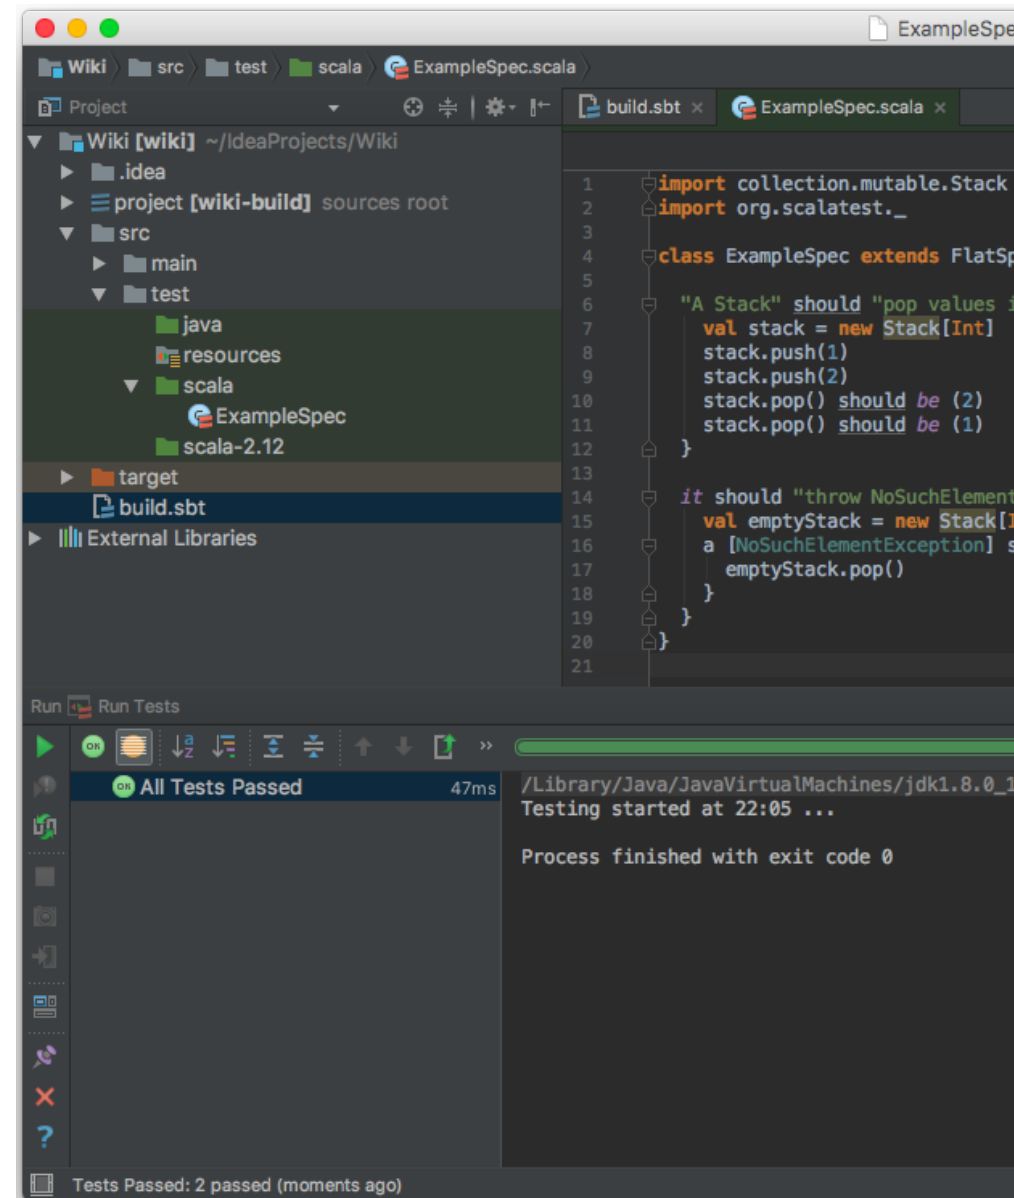 ExampleSpe
Wiki src test scala ExampleSpec.scala
Project
build.sbt
ExampleSpec.scala
Wiki [wiki] ~/IdeaProjects/Wiki
.idea
project [wiki-build] sources root
src
main
test
java
resources
scala
ExampleSpec
scala-2.12
target
build.sbt
External Libraries
1 import collection.mutable.Stack
2 import org.scalatest._
3
4 class ExampleSpec extends FlatSp
5
6 "A Stack" should "pop values i
7 val stack = new Stack[Int]
8 stack.push(1)
9 stack.push(2)
10 stack.pop() should be (2)
11 stack.pop() should be (1)
12 }
13
14 it should "throw NoSuchElement
15 val emptyStack = new Stack[I
16 a [NoSuchElementException] s
17 emptyStack.pop()
18 }
19 }
20 }
21
Run Run Tests
OK
OK All Tests Passed 47ms
/Library/Java/JavaVirtualMachines/jdk1.8.0_1
Testing started at 22:05 ...
Process finished with exit code 0
?
Tests Passed: 2 passed (moments ago)